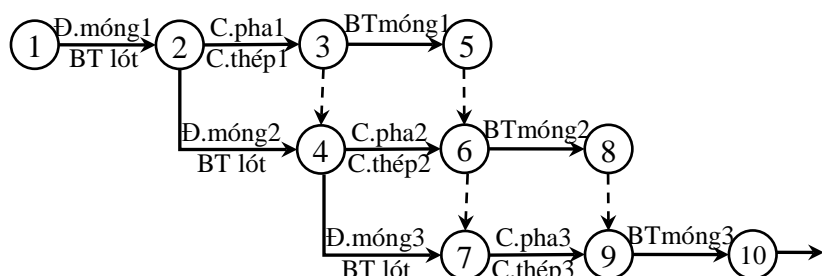 Đ.móng1 C.pha1 BTmóng1
1 2 3 5
BT lót C.thép1
Đ.móng2 C.pha2 BTmóng2
4 6 8
BT lót C.thép2
Đ.móng3 C.pha3 BTmóng3
7 9 10
BT lót C.thép3